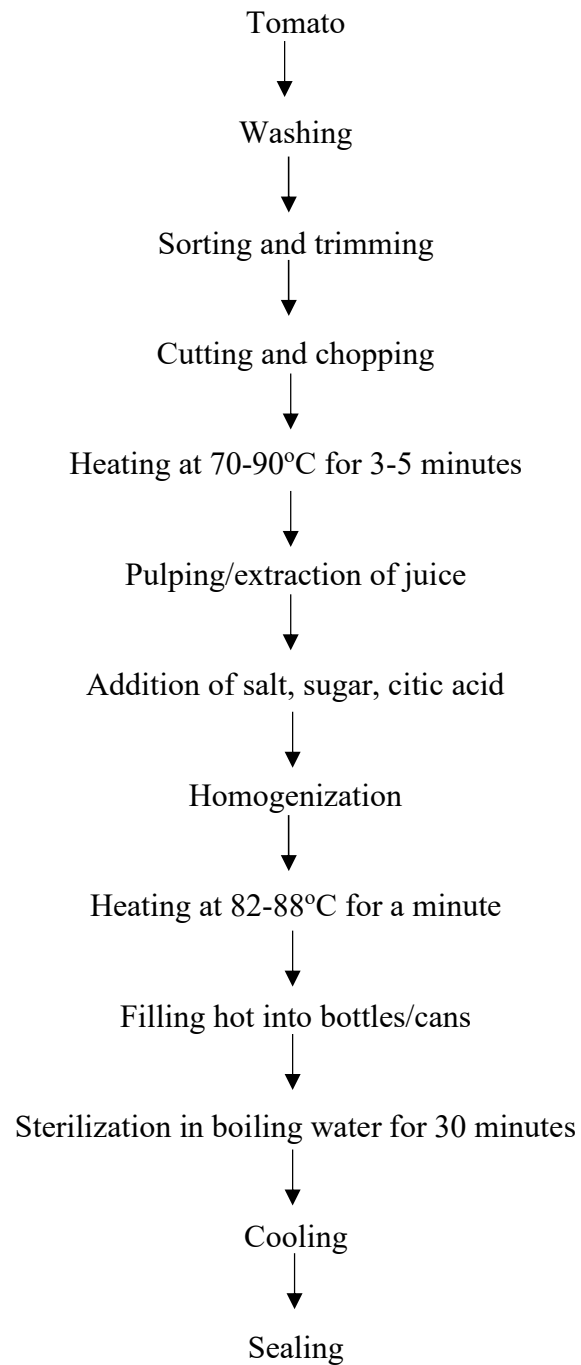 Tomato
Washing
Sorting and trimming
Cutting and chopping
Heating at 70-90ºC for 3-5 minutes
Pulping/extraction of juice
Addition of salt, sugar, citic acid
Homogenization
Heating at 82-88ºC for a minute
Filling hot into bottles/cans
Sterilization in boiling water for 30 minutes
Cooling
Sealing